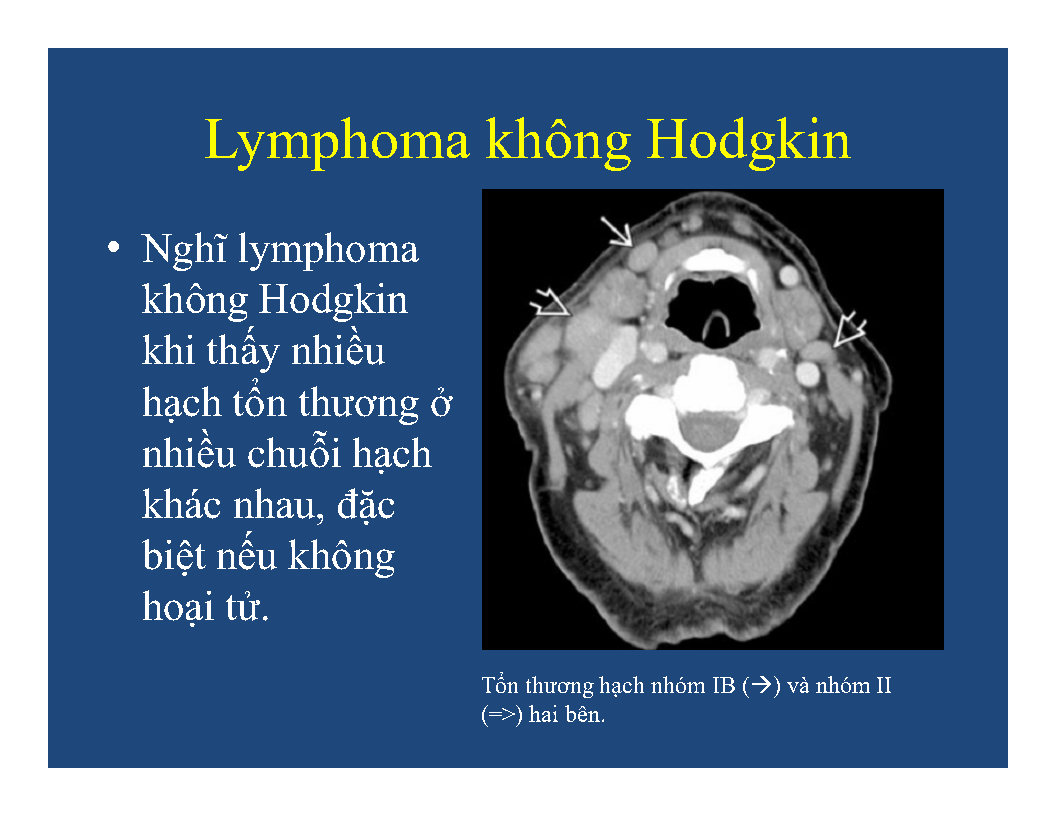 Lymphoma không Hodgkin
• Nghĩ lymphoma
không Hodgkin
khi thấy nhiều
hạch tổn thương ở
nhiều chuỗi hạch
khác nhau, đặc
biệt nếu không
hoại tử.
Tổn thương hạch nhóm IB (→) và nhóm II
(=>) hai bên.